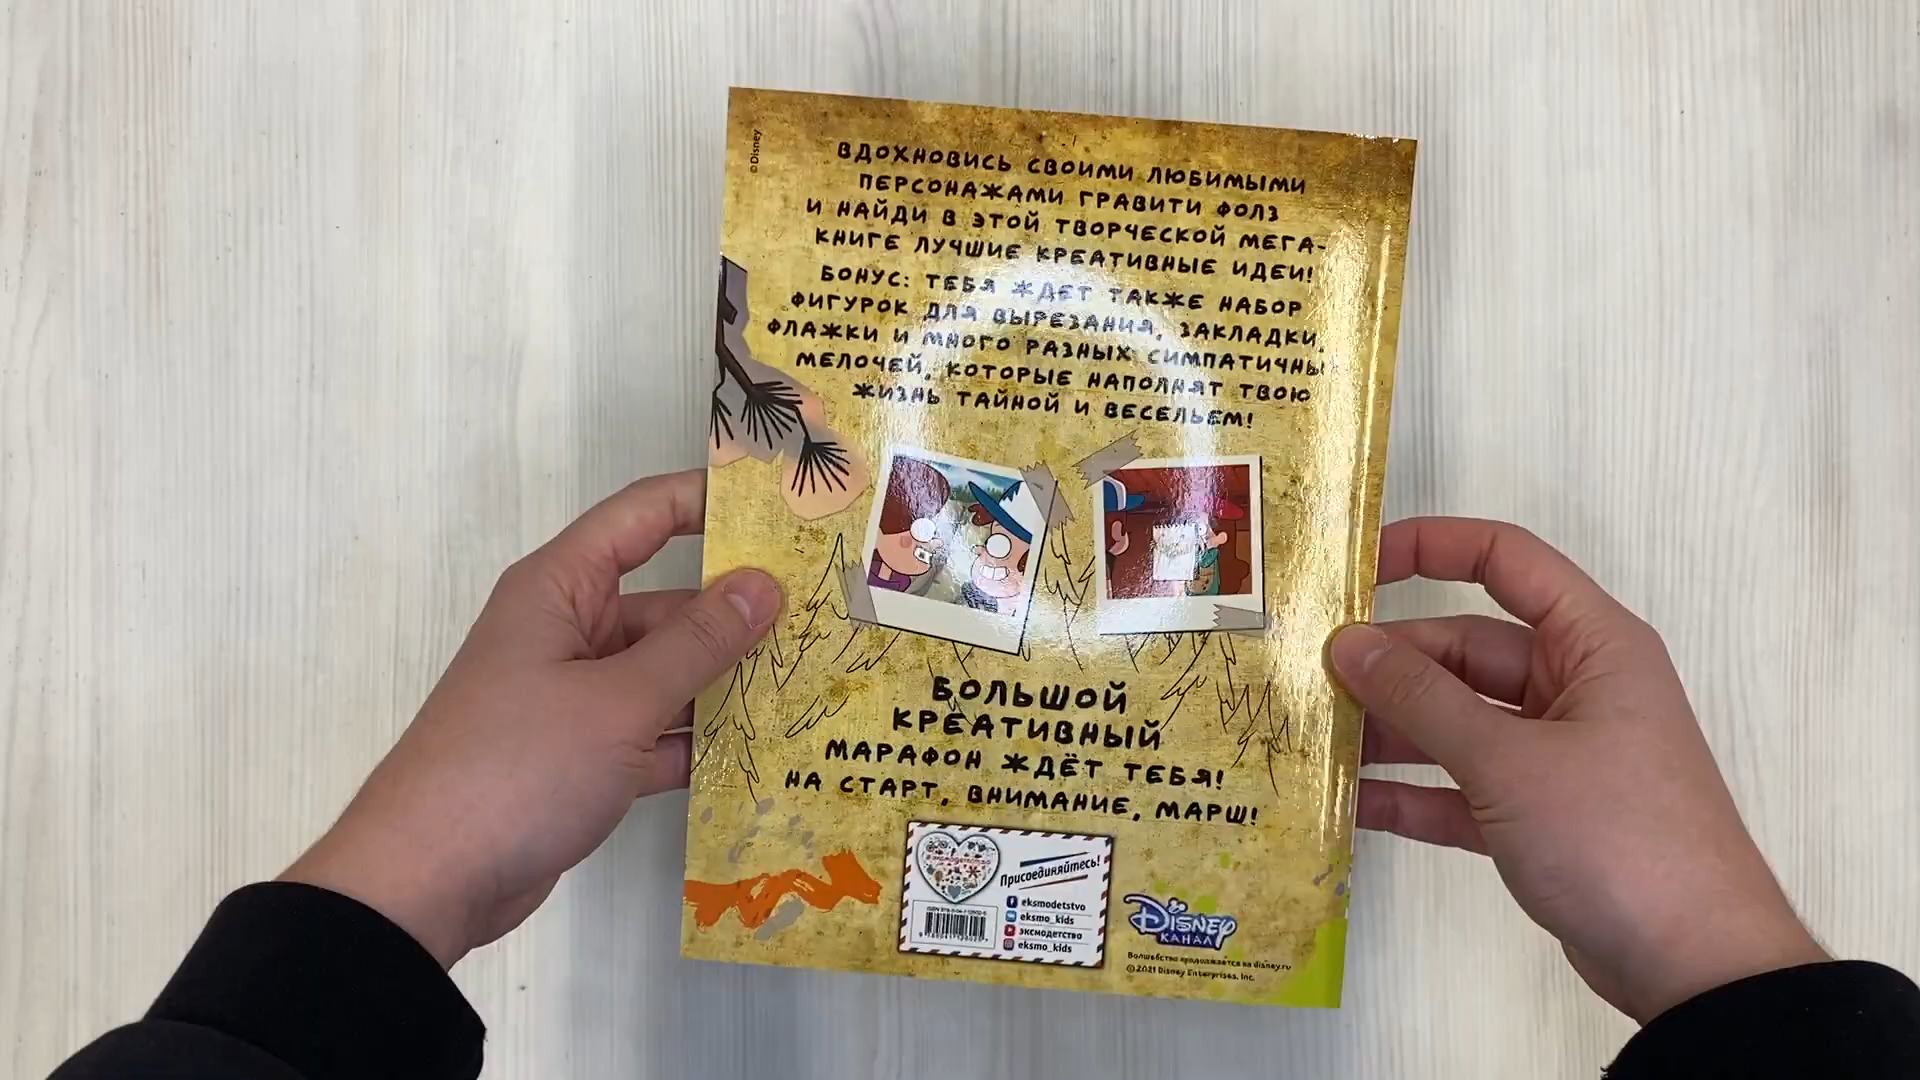 © Disney
ВДОХНОВИСЬ СВОИМИ ЛЮБИМЫМИ
ПЕРСОНАЖАМИ ГРАВИТИ ФОЛЗ
И НАЙДИ В ЭТОЙ ТВОРЧЕСКОЙ МЕГА-
КНИГЕ ЛУЧШИЕ КРЕАТИВНЫЕ ИДЕИ!
БОНУС: ТЕБЯ ЖДЕТ ТАКЖЕ НАБОР
ФИГУРОК ДЛЯ ВЫРЕЗАНИЯ, ЗАКЛАДКИ,
ФЛАЖКИ И МНОГО РАЗНЫХ СИМПАТИЧНЫХ
МЕЛОЧЕЙ, КОТОРЫЕ НАПОЛНЯТ ТВОЮ
ЖИЗНЬ ТАЙНОЙ И ВЕСЕЛЬЕМ!
БОЛЬШОЙ
КРЕАТИВНЫЙ
МАРАФОН ЖДЁТ ТЕБЯ!
НА СТАРТ, ВНИМАНИЕ, МАРШ!
#эксмодетство
Присоединяйтесь!
eksmodetstvo
eksmo_kids
эксмодетство
eksmo_kids
DISNEY
КАНАЛ
Волшебство продолжается на disney.ru
© 2021 Disney Enterprises, Inc.